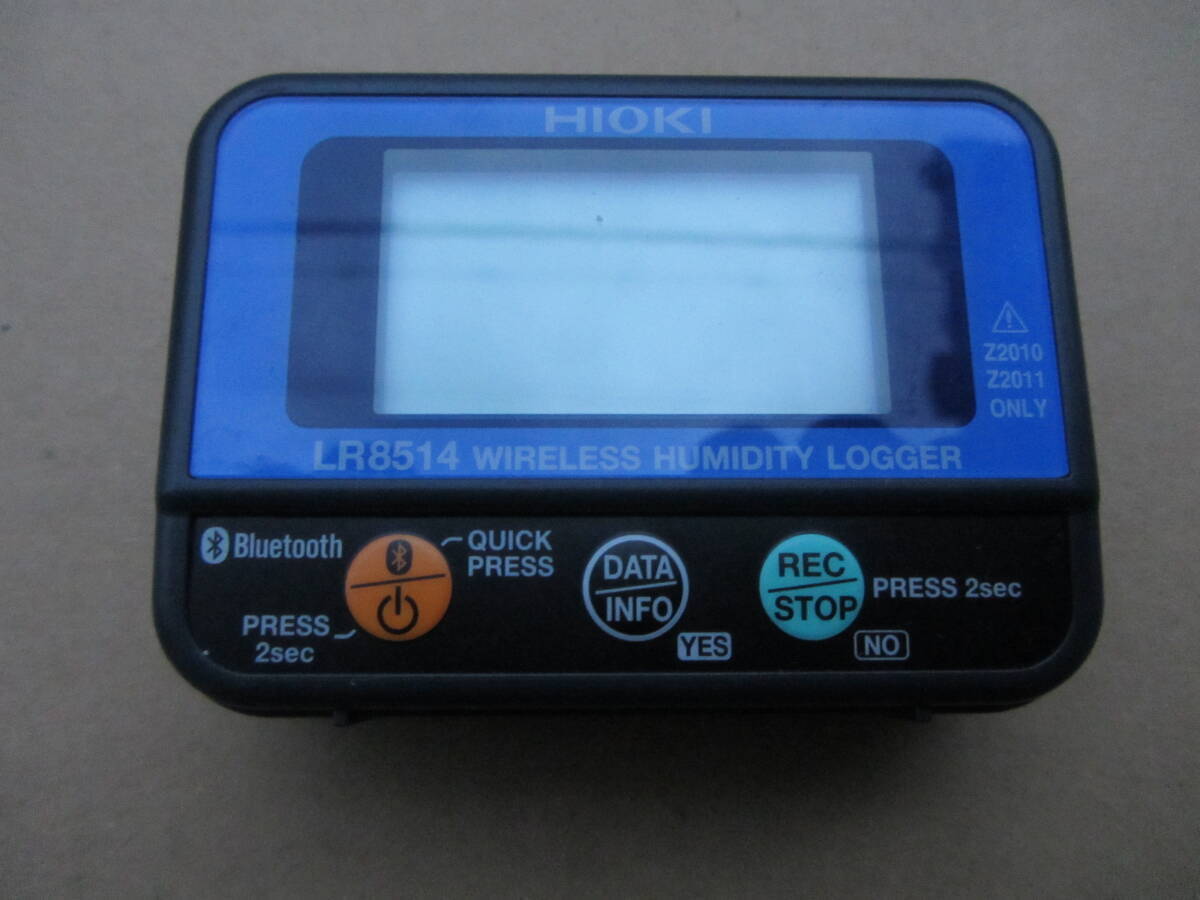 HIOKI
Z2010
Z2011
ONLY
LR8514 WIRELESS HUMIDITY LOGGER
Bluetooth
QUICK
PRESS
PRESS
2sec
DATA
INFO
YES
REC
STOP
PRESS 2sec
NO